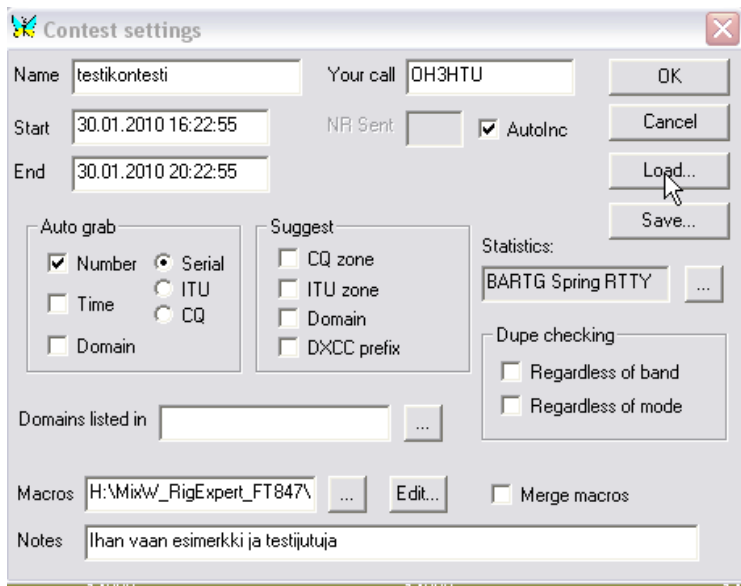 Contest settings
Name testikontesti Your call OH3HTU OK
Start 30.01.2010 16:22:55 NR Sent AutoInc Cancel
End 30.01.2010 20:22:55 Load...
Save...
Auto grab Suggest
Number Serial CQ zone
Statistics:
ITU ITU zone
BARTG Spring RTTY ...
Time
CQ Domain
Domain DXCC prefix
Dupe checking
Regardless of band
Regardless of mode
Domains listed in ...
Macros H:\MixW_RigExpert_FT847\ ... Edit... Merge macros
Notes Ihan vaan esimerkki ja testijutuja